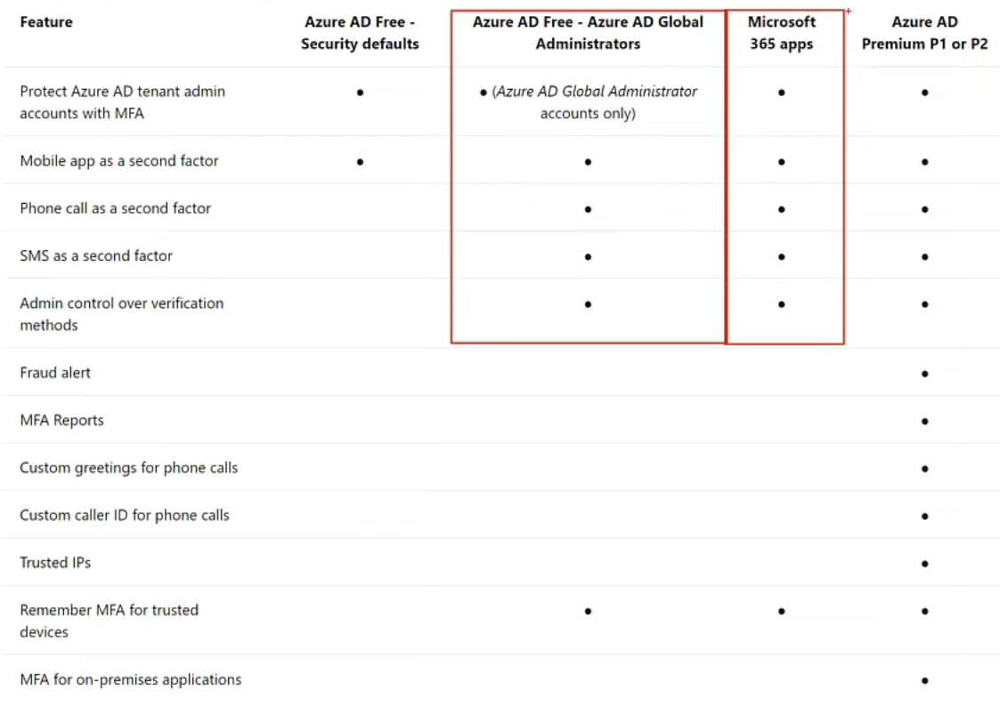 Feature
Azure AD Free -
Security defaults
Azure AD Free - Azure AD Global
Administrators
Microsoft
365 apps
Azure AD
Premium P1 or P2
Protect Azure AD tenant admin
accounts with MFA
●
● (Azure AD Global Administrator
accounts only)
●
●
Mobile app as a second factor
●
●
●
●
Phone call as a second factor
●
●
●
SMS as a second factor
●
●
●
Admin control over verification
methods
●
●
●
Fraud alert
●
MFA Reports
●
Custom greetings for phone calls
●
Custom caller ID for phone calls
●
Trusted IPs
●
Remember MFA for trusted
devices
●
●
●
MFA for on-premises applications
●